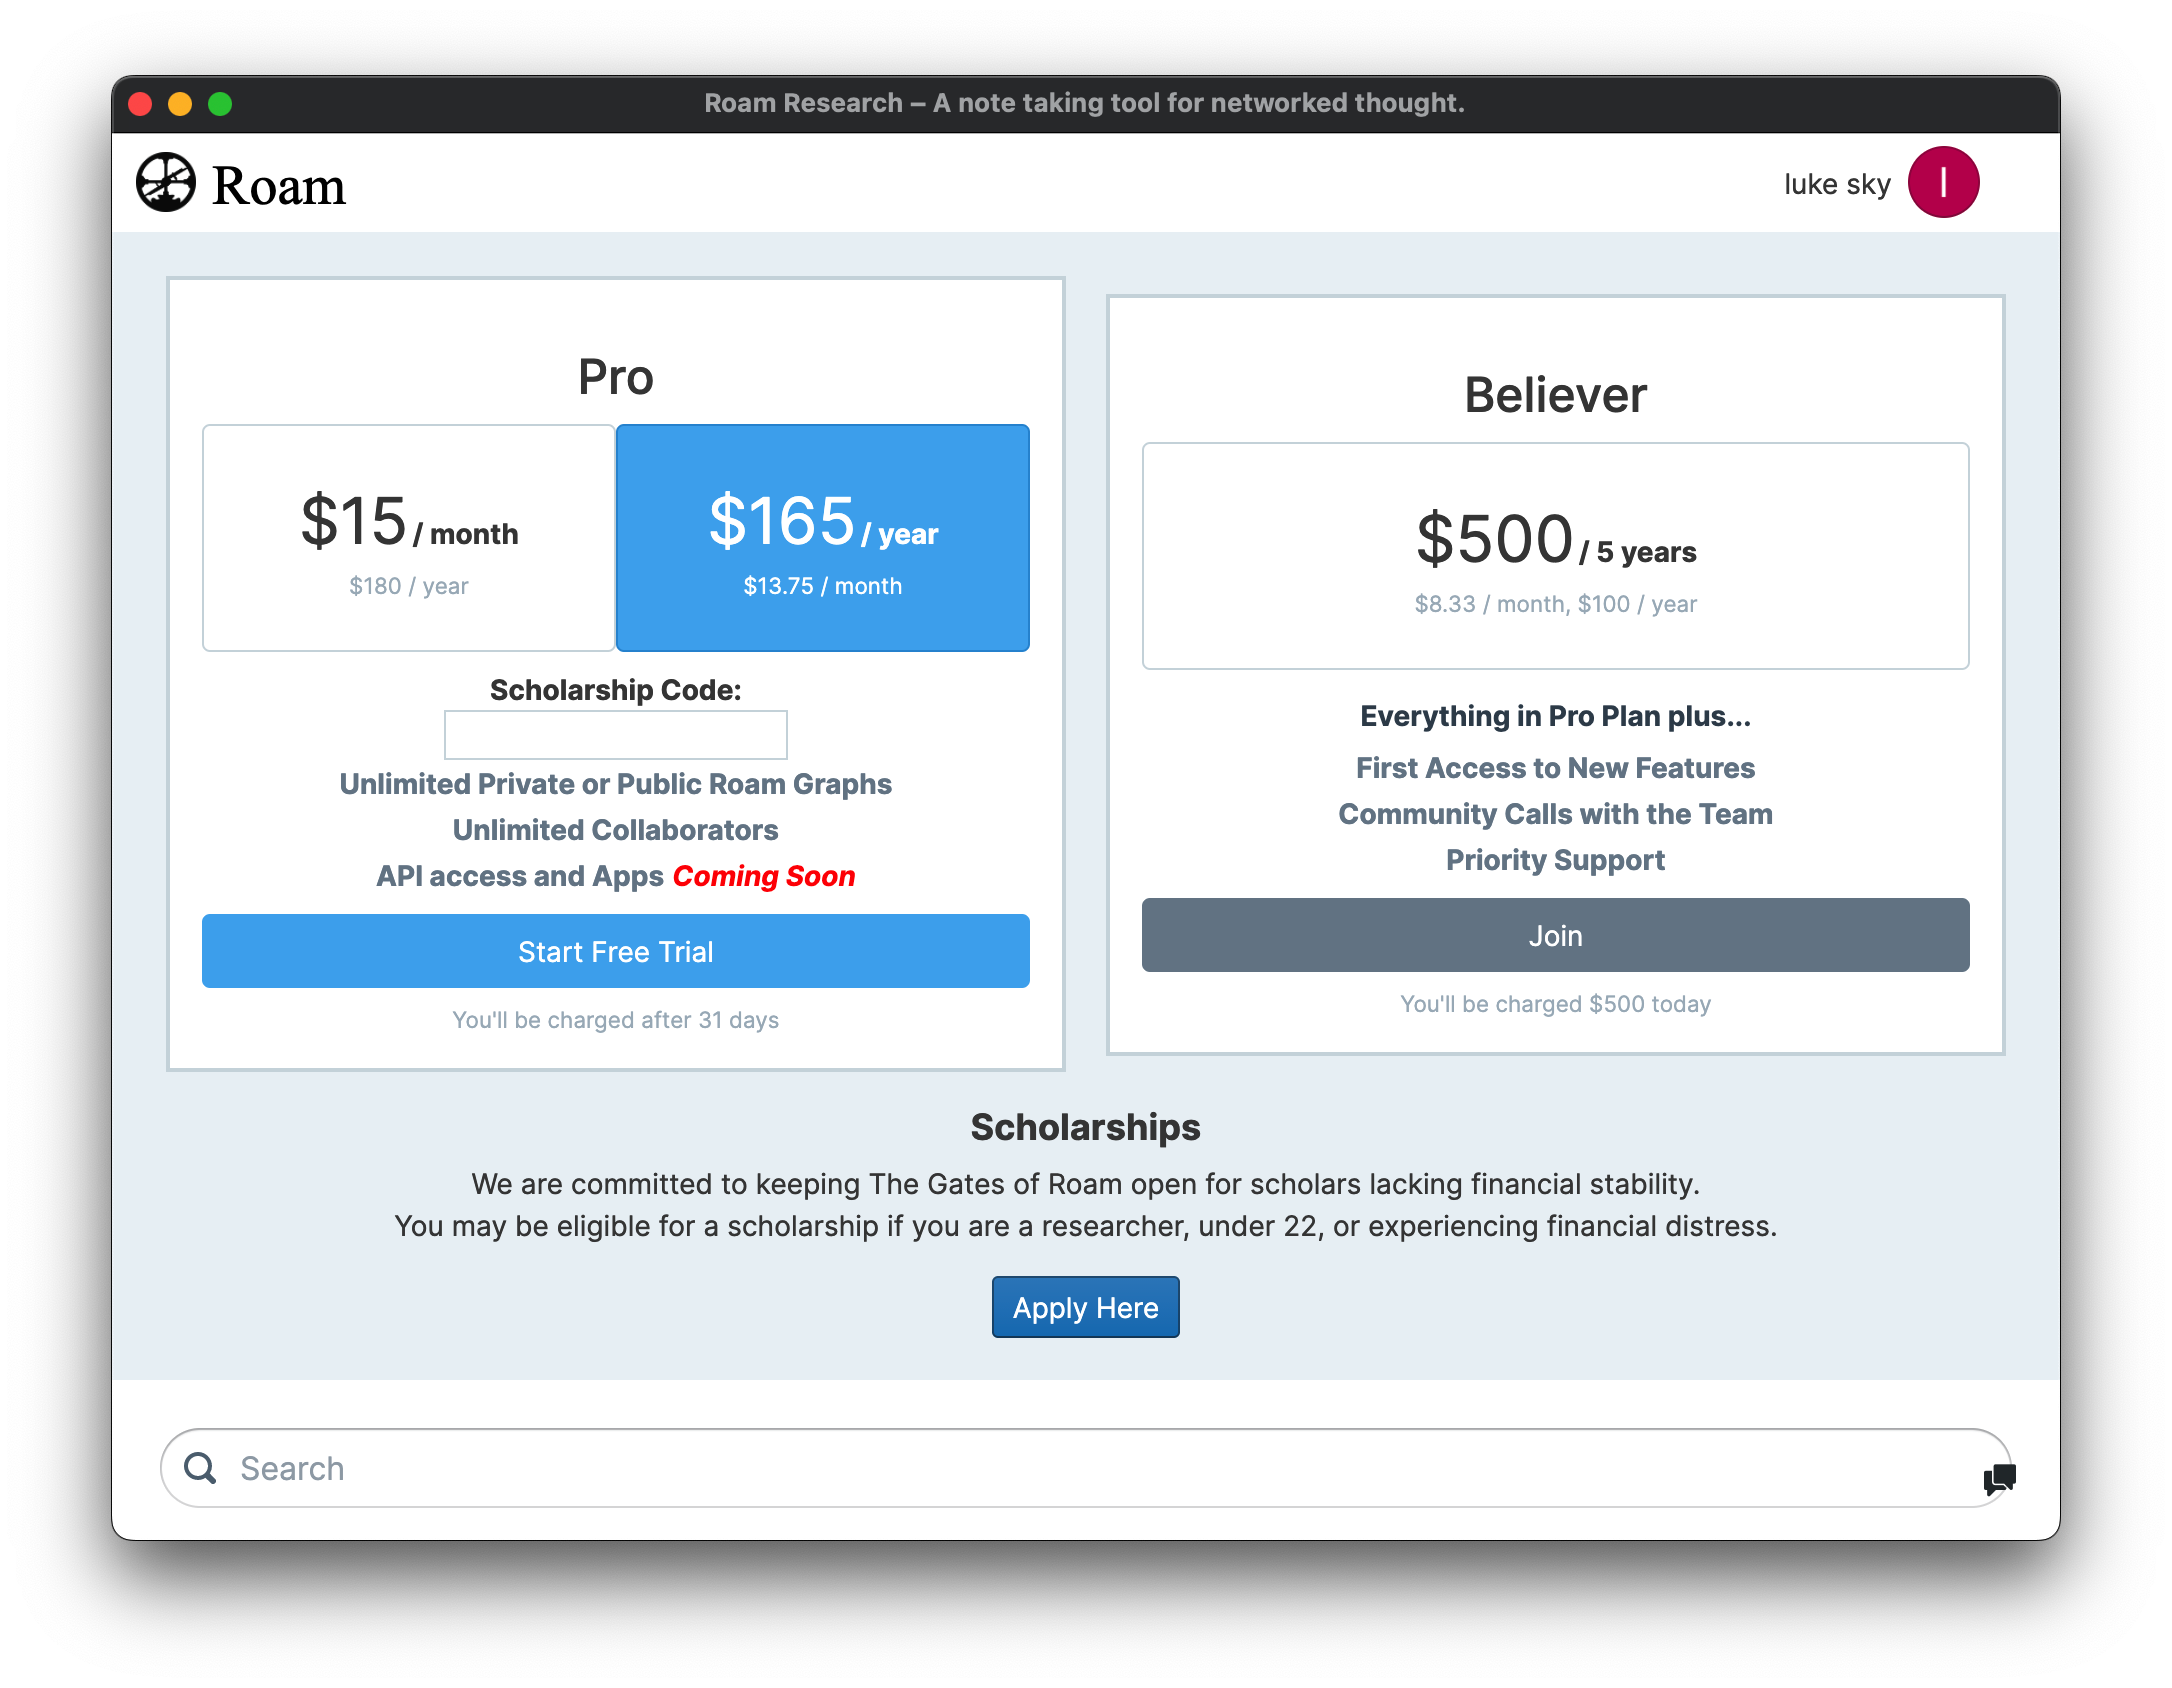 Roam Research – A note taking tool for networked thought.
Roam
luke sky
l
Pro
$15 / month
$180 / year
$165 / year
$13.75 / month
Scholarship Code:
Unlimited Private or Public Roam Graphs
Unlimited Collaborators
API access and Apps Coming Soon
Start Free Trial
You'll be charged after 31 days
Believer
$500 / 5 years
$8.33 / month, $100 / year
Everything in Pro Plan plus...
First Access to New Features
Community Calls with the Team
Priority Support
Join
You'll be charged $500 today
Scholarships
We are committed to keeping The Gates of Roam open for scholars lacking financial stability.
You may be eligible for a scholarship if you are a researcher, under 22, or experiencing financial distress.
Apply Here
Search